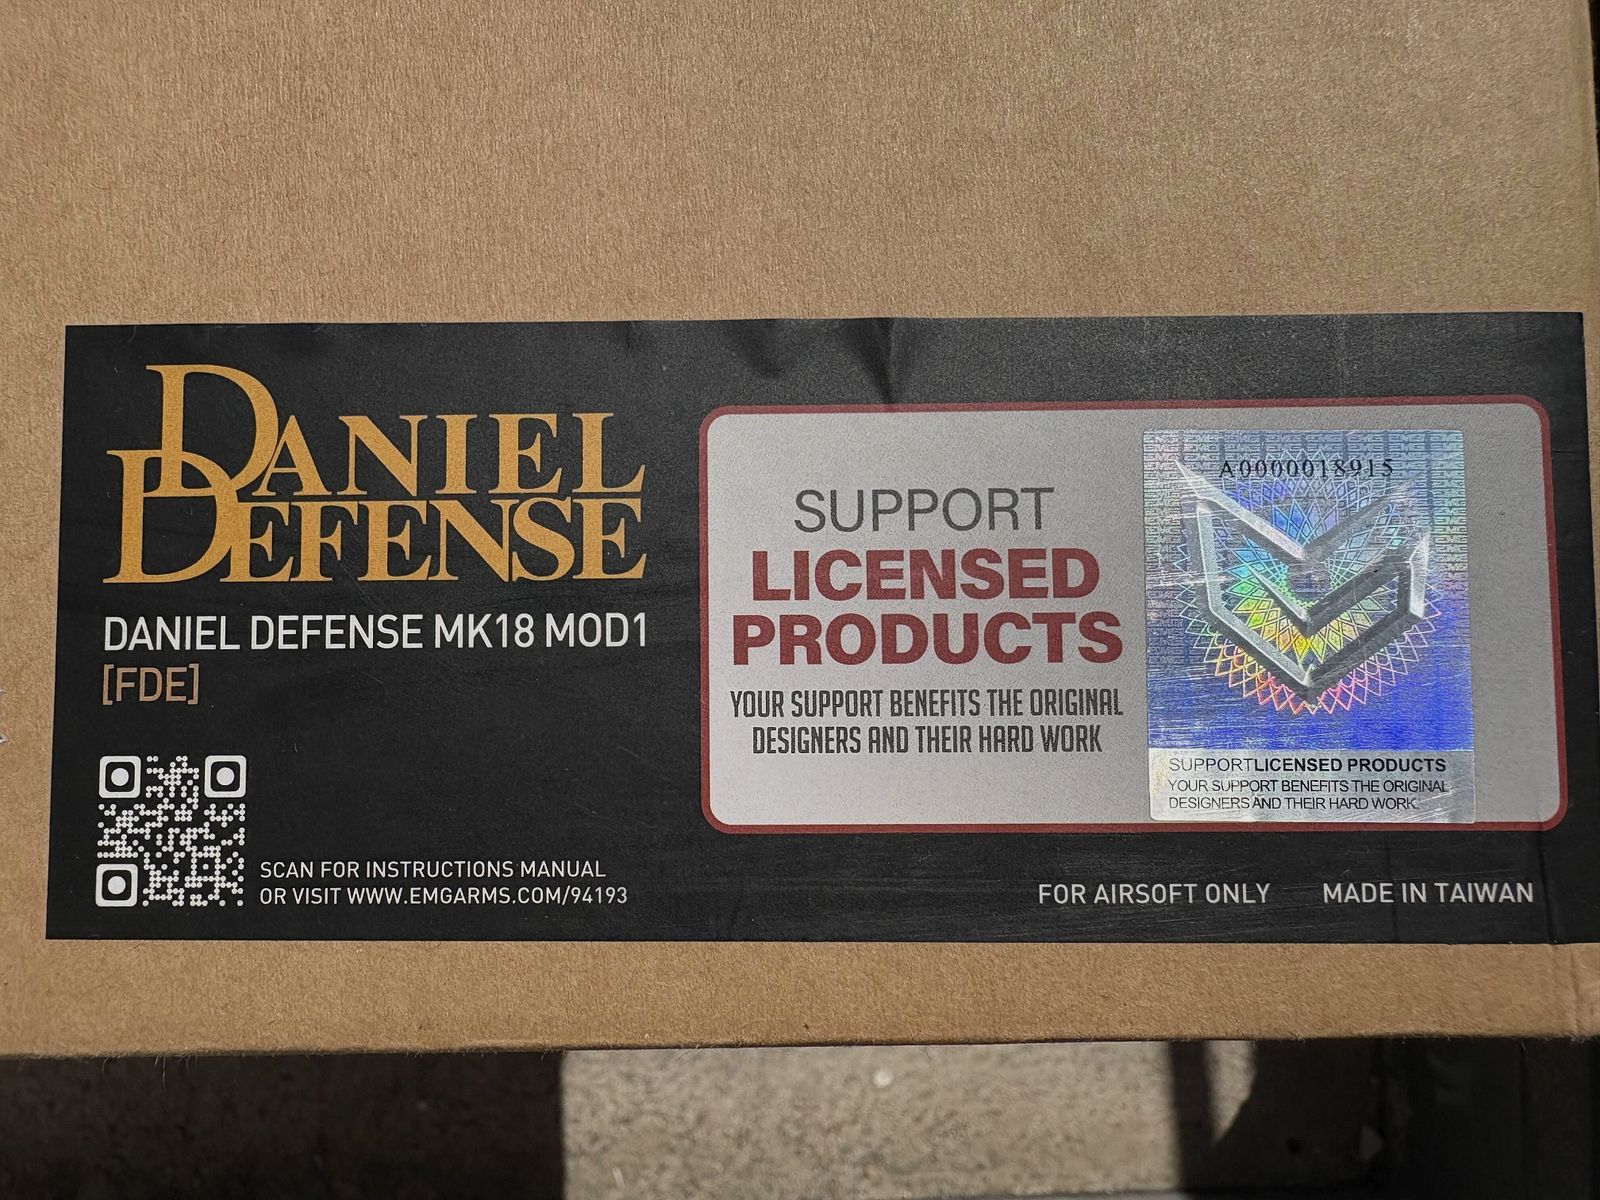 DANIEL
DEFENSE
DANIEL DEFENSE MK18 MOD1
[FDE]
SCAN FOR INSTRUCTIONS MANUAL
OR VISIT WWW.EMGARMS.COM/94193
SUPPORT
LICENSED
PRODUCTS
YOUR SUPPORT BENEFITS THE ORIGINAL
DESIGNERS AND THEIR HARD WORK
A0000018915
SUPPORTLICENSED PRODUCTS
YOUR SUPPORT BENEFITS THE ORIGINAL
DESIGNERS AND THEIR HARD WORK.
FOR AIRSOFT ONLY MADE IN TAIWAN